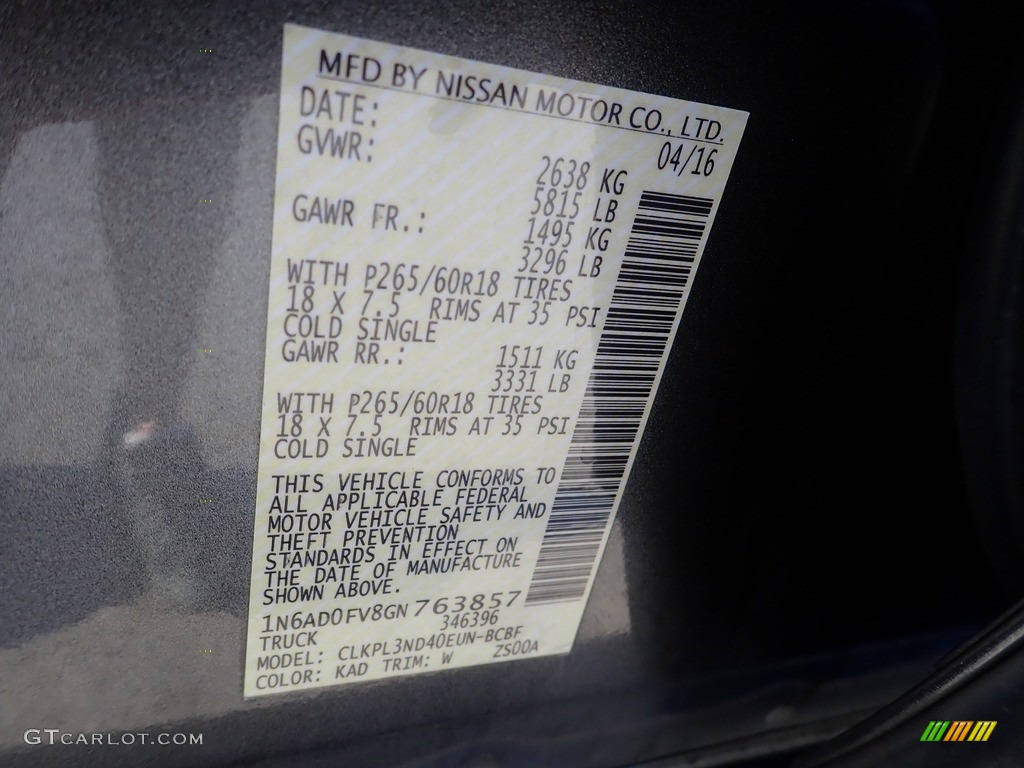 MFD BY NISSAN MOTOR CO., LTD.
DATE: 04/16
GVWR: 2638 KG
5815 LB
GAWR FR.: 1495 KG
3296 LB
WITH P265/60R18 TIRES
18 X 7.5 RIMS AT 35 PSI
COLD SINGLE
GAWR RR.: 1511 KG
3331 LB
WITH P265/60R18 TIRES
18 X 7.5 RIMS AT 35 PSI
COLD SINGLE
THIS VEHICLE CONFORMS TO
ALL APPLICABLE FEDERAL
MOTOR VEHICLE SAFETY AND
THEFT PREVENTION
STANDARDS IN EFFECT ON
THE DATE OF MANUFACTURE
SHOWN ABOVE.
1N6AD0FV8GN763857
TRUCK 346396
MODEL: CLKPL3ND40EUN-BCBF
COLOR: KAD TRIM: W ZS00A
GTCARLOT.COM